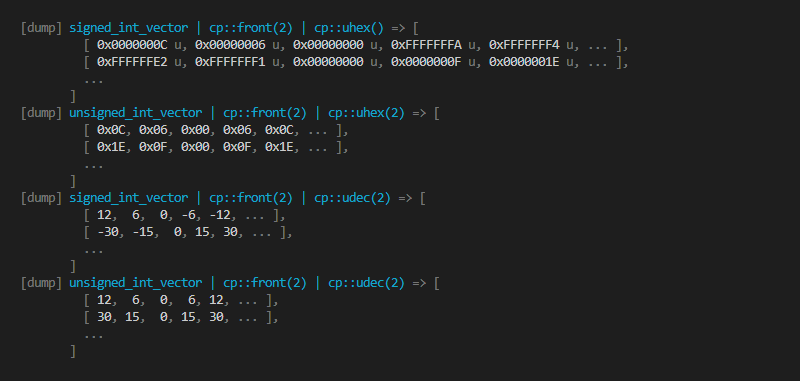 [dump] signed_int_vector | cp::front(2) | cp::uhex() => [
[ 0x0000000C u, 0x00000006 u, 0x00000000 u, 0xFFFFFFFA u, 0xFFFFFFF4 u, ... ],
[ 0xFFFFFFE2 u, 0xFFFFFFF1 u, 0x00000000 u, 0x0000000F u, 0x0000001E u, ... ],
...
]
[dump] unsigned_int_vector | cp::front(2) | cp::uhex(2) => [
[ 0x0C, 0x06, 0x00, 0x06, 0x0C, ... ],
[ 0x1E, 0x0F, 0x00, 0x0F, 0x1E, ... ],
...
]
[dump] signed_int_vector | cp::front(2) | cp::udec(2) => [
[ 12,  6,  0, -6, -12, ... ],
[ -30, -15,  0, 15, 30, ... ],
...
]
[dump] unsigned_int_vector | cp::front(2) | cp::udec(2) => [
[ 12,  6,  0,  6, 12, ... ],
[ 30, 15,  0, 15, 30, ... ],
...
]